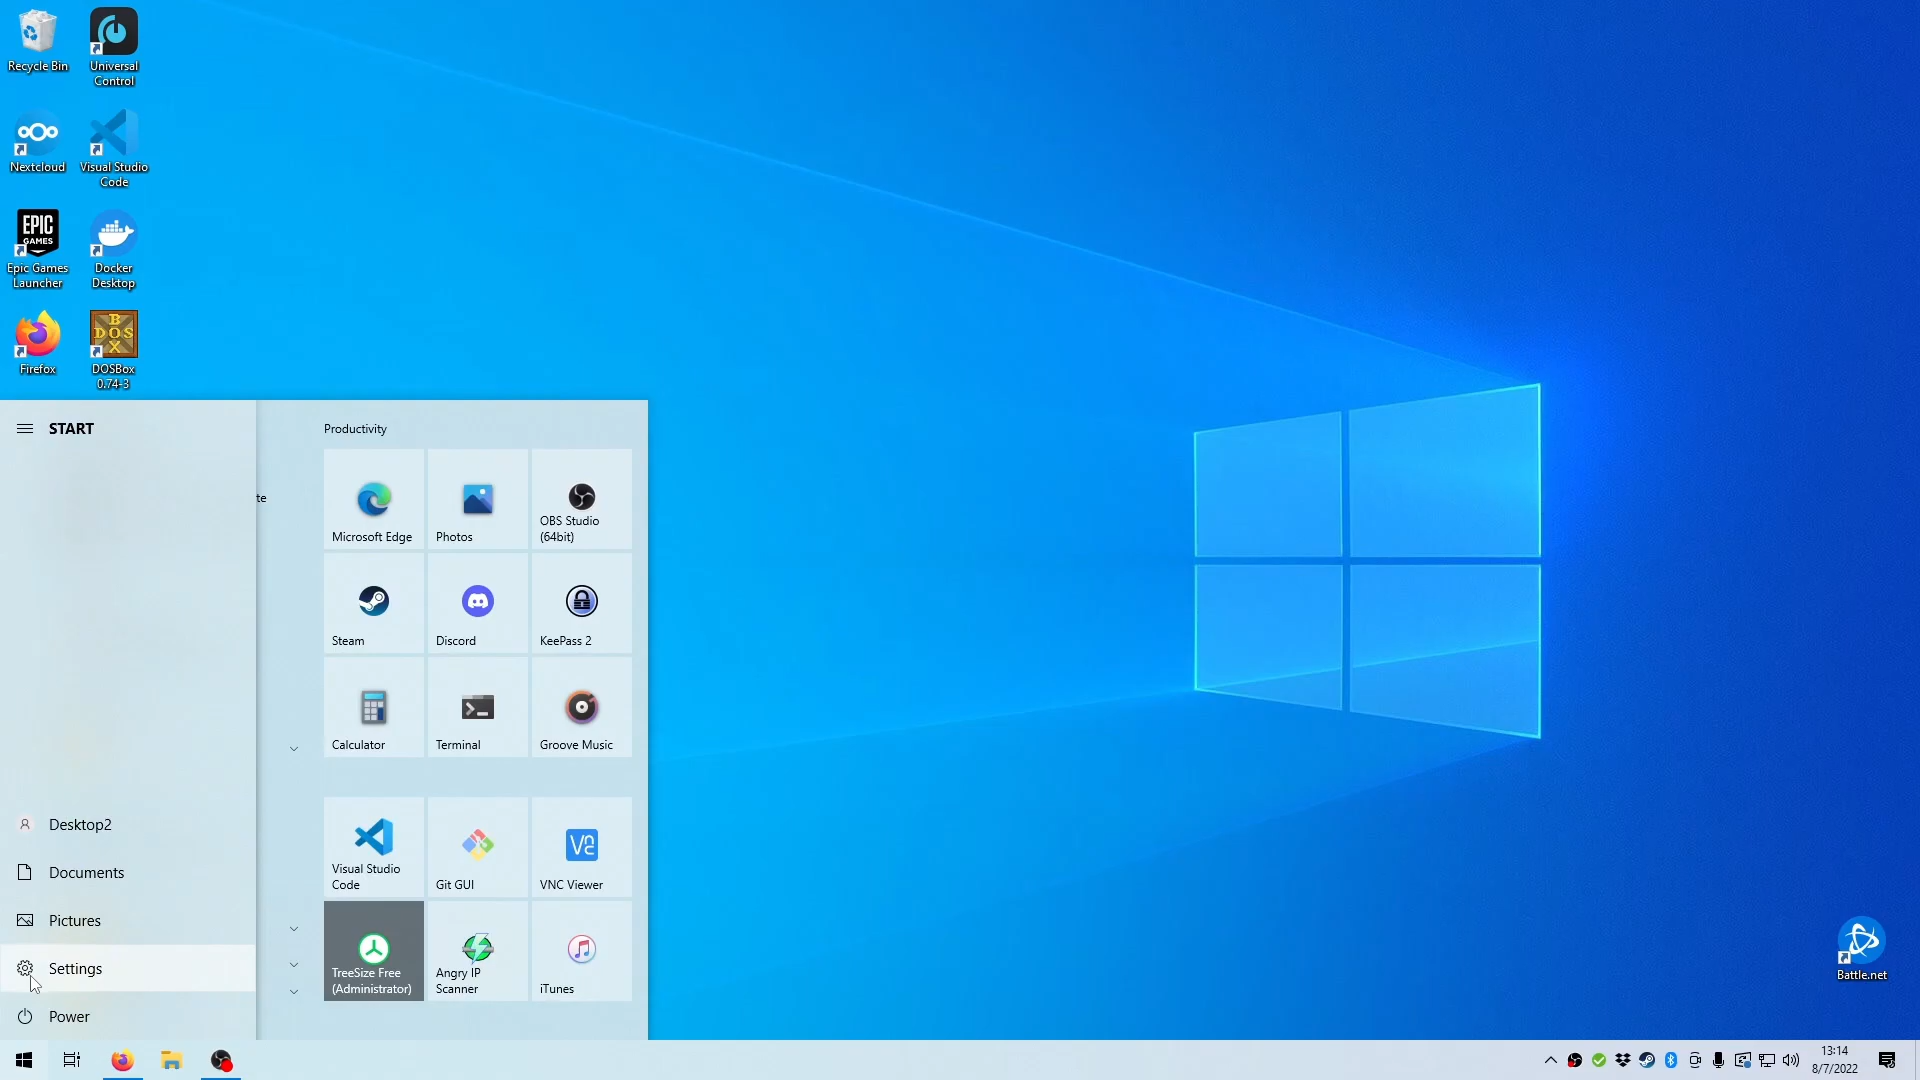 Recycle Bin
Universal
Control
Nextcloud
Visual Studio
Code
EPIC
GAMES
Epic Games
Launcher
Docker
Desktop
Firefox
B
DOS
X
DOSBox
0.74-3
START
te
Productivity
Microsoft Edge
Photos
OBS Studio
(64bit)
Steam
Discord
KeePass 2
Calculator
Terminal
Groove Music
Desktop2
Documents
Pictures
Settings
Power
Visual Studio
Code
Git GUI
VNC Viewer
TreeSize Free
(Administrator)
Angry IP
Scanner
iTunes
Battle.net
13:14
8/7/2022